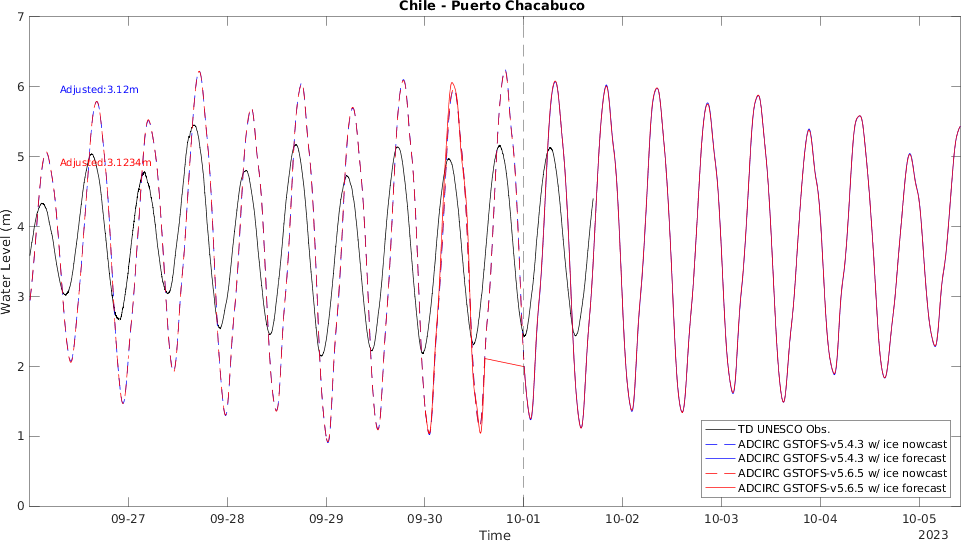 Chile - Puerto Chacabuco
7
6
5
4
3
2
1
0
Water Level (m)
Adjusted:3.12m
Adjusted:3.1234m
TD UNESCO Obs.
ADCIRC GSTOFS-v5.4.3 w/ ice nowcast
ADCIRC GSTOFS-v5.4.3 w/ ice forecast
ADCIRC GSTOFS-v5.6.5 w/ ice nowcast
ADCIRC GSTOFS-v5.6.5 w/ ice forecast
09-27 09-28 09-29 09-30 10-01 10-02 10-03 10-04 10-05
Time
2023